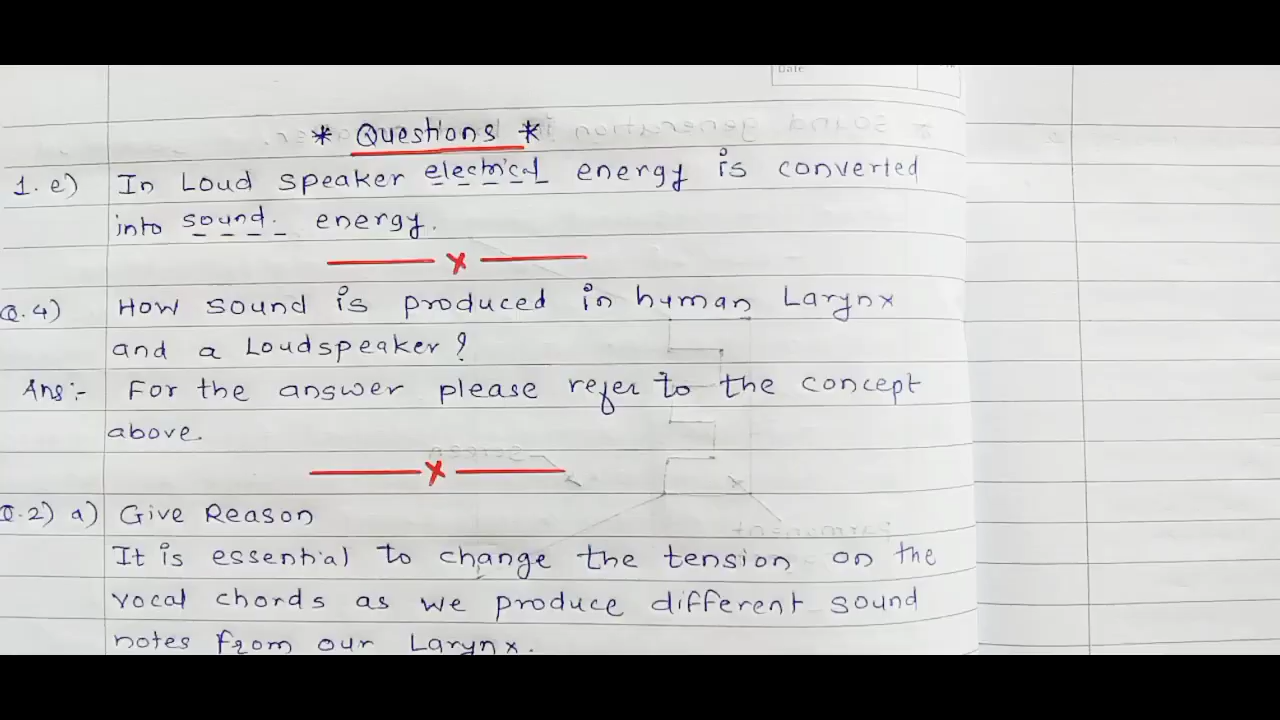 Date
* Questions *
1. e) In Loud speaker electrical energy is converted
into sound. energy.
x
Q.4) How sound is produced in human Larynx
and a Loudspeaker?
Ans:- For the answer please refer to the concept
above.
x
Q.2) a) Give Reason
It is essential to change the tension on the
vocal chords as we produce different sound
notes from our Larynx.